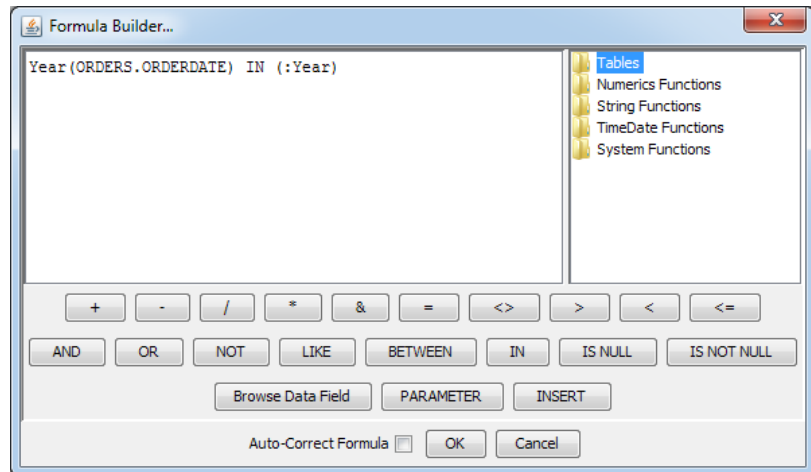 Formula Builder...
Year(ORDERS.ORDERDATE) IN (:Year)
Tables
Numerics Functions
String Functions
TimeDate Functions
System Functions
+ - / * & = <> > < <=
AND OR NOT LIKE BETWEEN IN IS NULL IS NOT NULL
Browse Data Field PARAMETER INSERT
Auto-Correct Formula OK Cancel